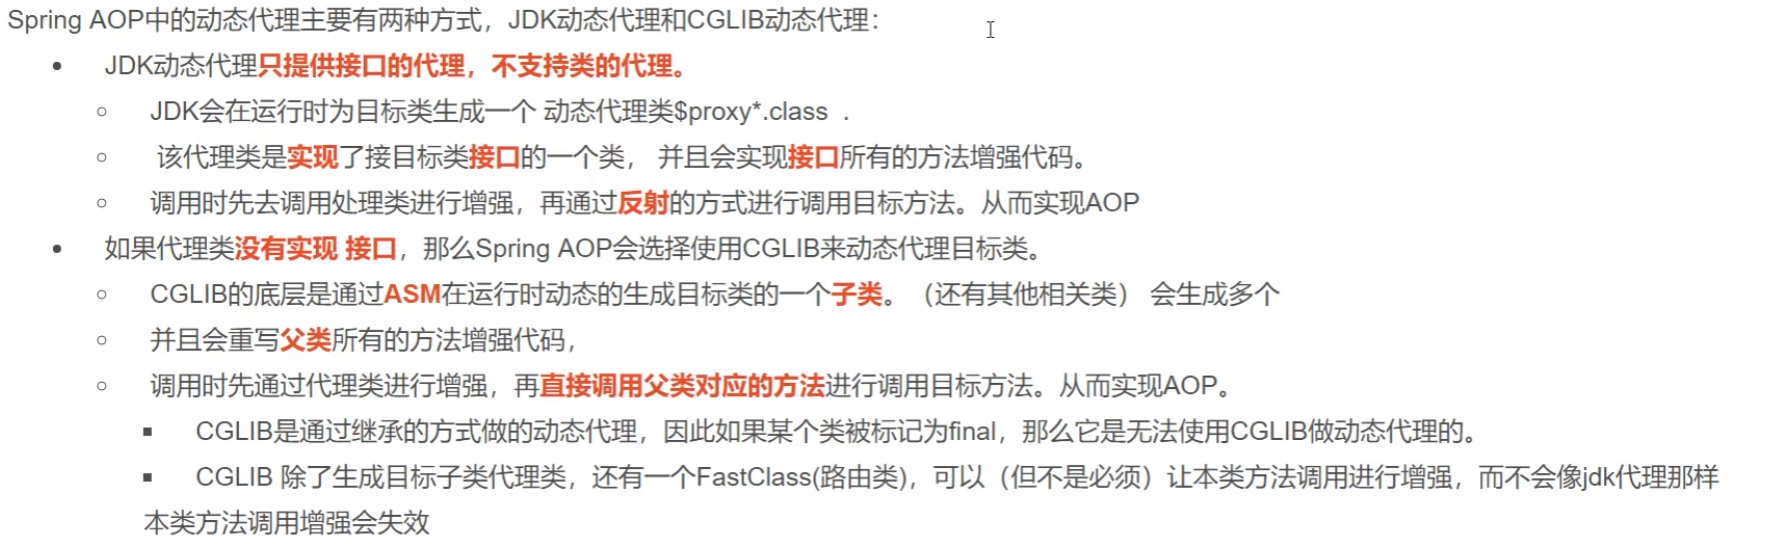 Spring AOP中的动态代理主要有两种方式，JDK动态代理和CGLIB动态代理：
JDK动态代理只提供接口的代理，不支持类的代理。
JDK会在运行时为目标类生成一个 动态代理类$proxy*.class .
该代理类是实现了接目标类接口的一个类， 并且会实现接口所有的方法增强代码。
调用时先去调用处理类进行增强，再通过反射的方式进行调用目标方法。从而实现AOP
如果代理类没有实现 接口，那么Spring AOP会选择使用CGLIB来动态代理目标类。
CGLIB的底层是通过ASM在运行时动态的生成目标类的一个子类。（还有其他相关类） 会生成多个
并且会重写父类所有的方法增强代码，
调用时先通过代理类进行增强，再直接调用父类对应的方法进行调用目标方法。从而实现AOP。
CGLIB是通过继承的方式做的动态代理，因此如果某个类被标记为final，那么它是无法使用CGLIB做动态代理的。
CGLIB 除了生成目标子类代理类，还有一个FastClass(路由类)，可以（但不是必须）让本类方法调用进行增强，而不会像jdk代理那样
本类方法调用增强会失效